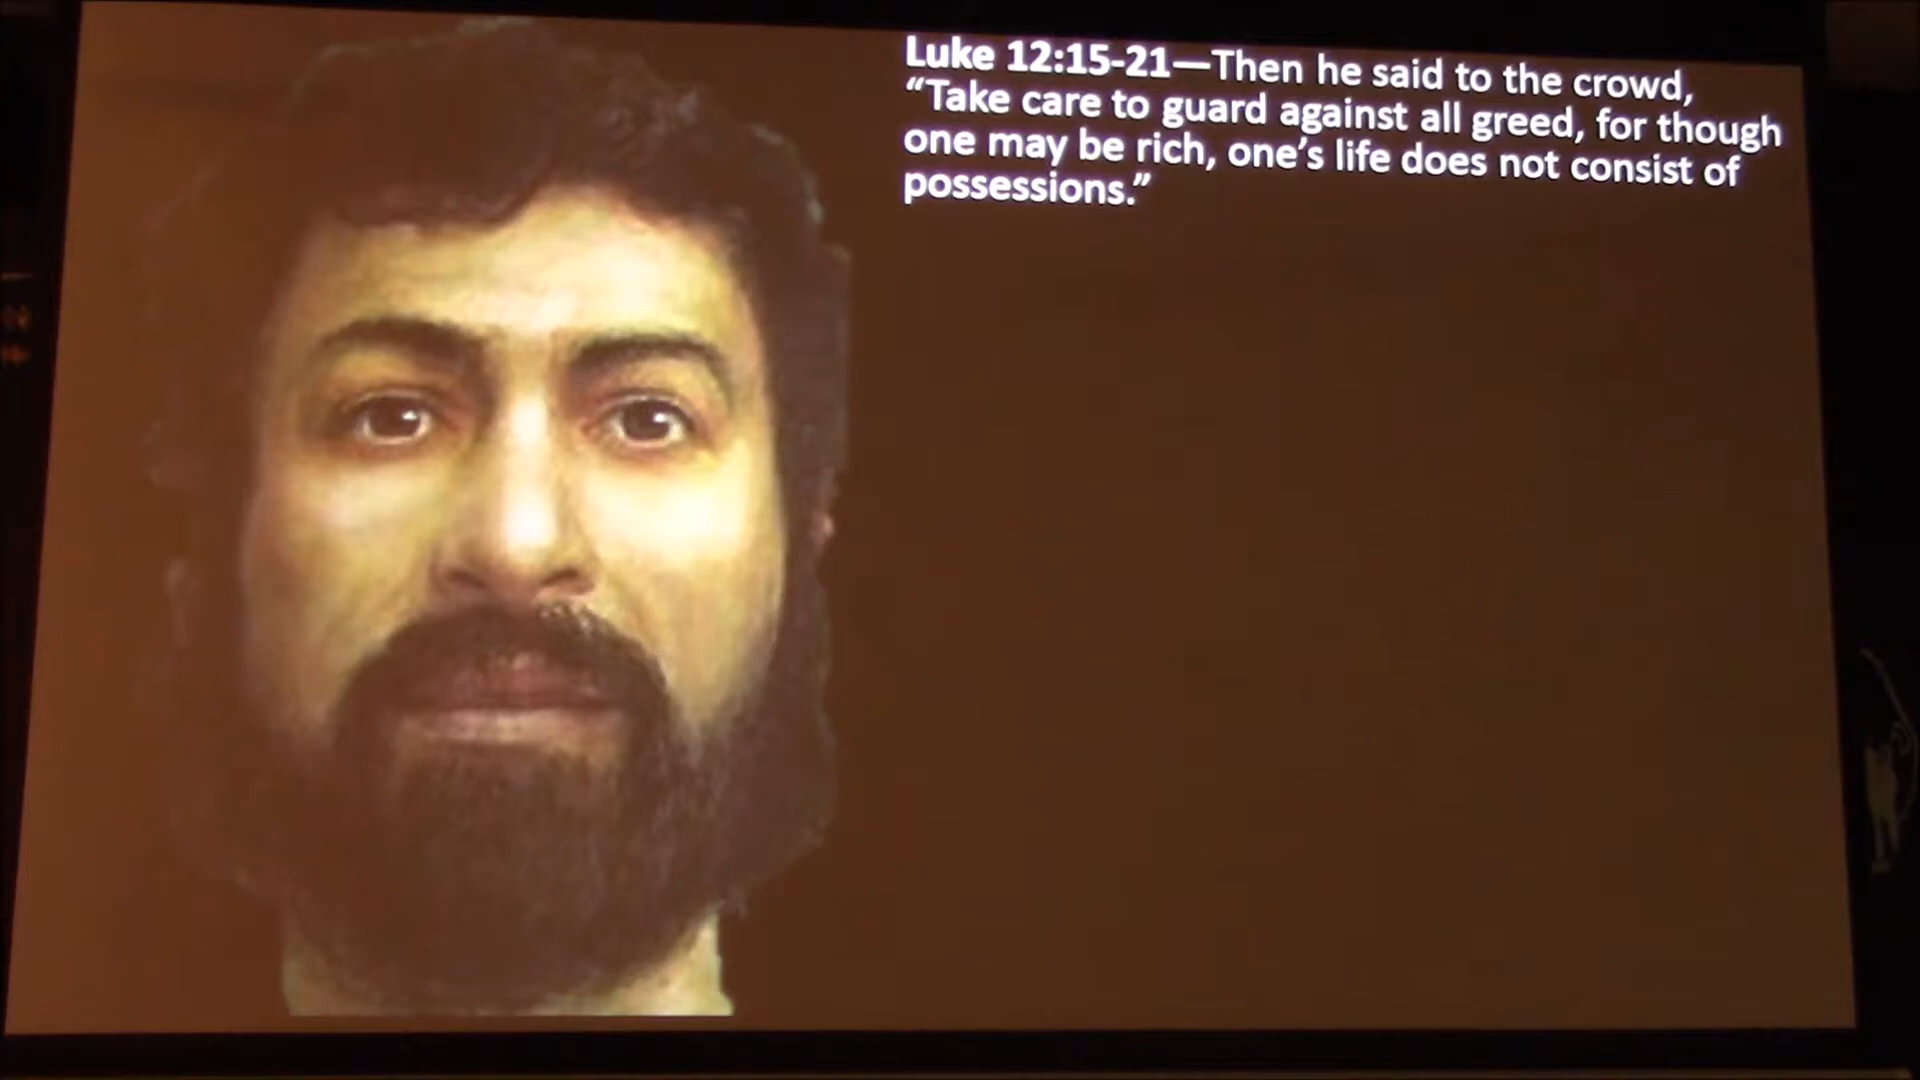 Luke 12:15-21—Then he said to the crowd,
“Take care to guard against all greed, for though
one may be rich, one’s life does not consist of
possessions.”